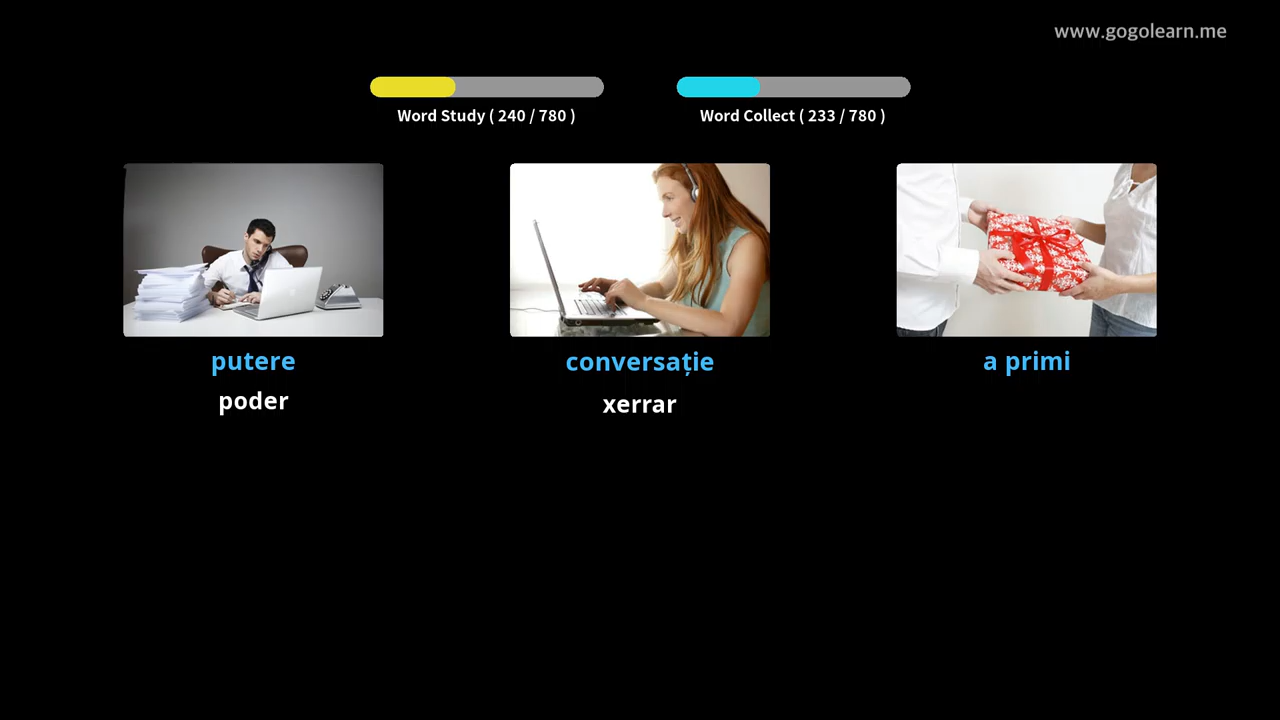 www.gogolearn.me
Word Study ( 240 / 780 )
Word Collect ( 233 / 780 )
putere
poder
conversație
xerrar
a primi